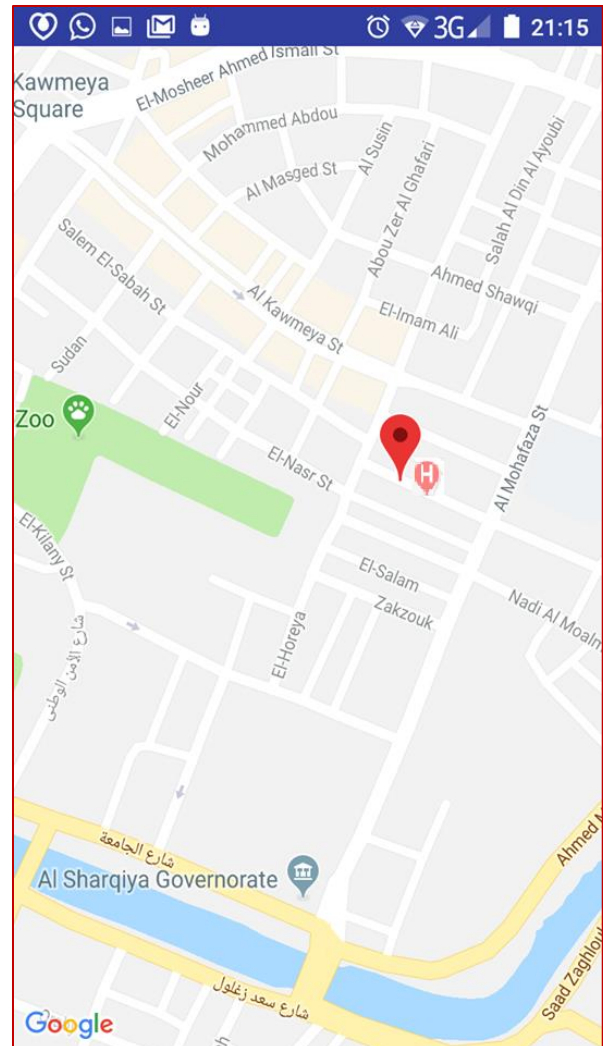 3G 21:15
Kawmeya
Square
El-Mosheer Ahmed Ismail St
Mohammed Abdou
Al Masged St
Al Susin
Abou Zer Al Ghafari
Salah Al Din Al Ayoubi
Salem El-Sabah St
Al Kawmeya St
Ahmed Shawqi
El-Imam Ali
Sudan
El-Nour
Zoo
H
Al Mohafaza St
El-Nasr St
El-Kilany St
El-Salam
Zakzouk
Nadi Al Moalm
El-Horeya
شارع الأمن الوطنى
شارع الجامعة
Al Sharqiya Governorate
Ahmed M
Saad Zaghloul
شارع سعد زغلول
Google